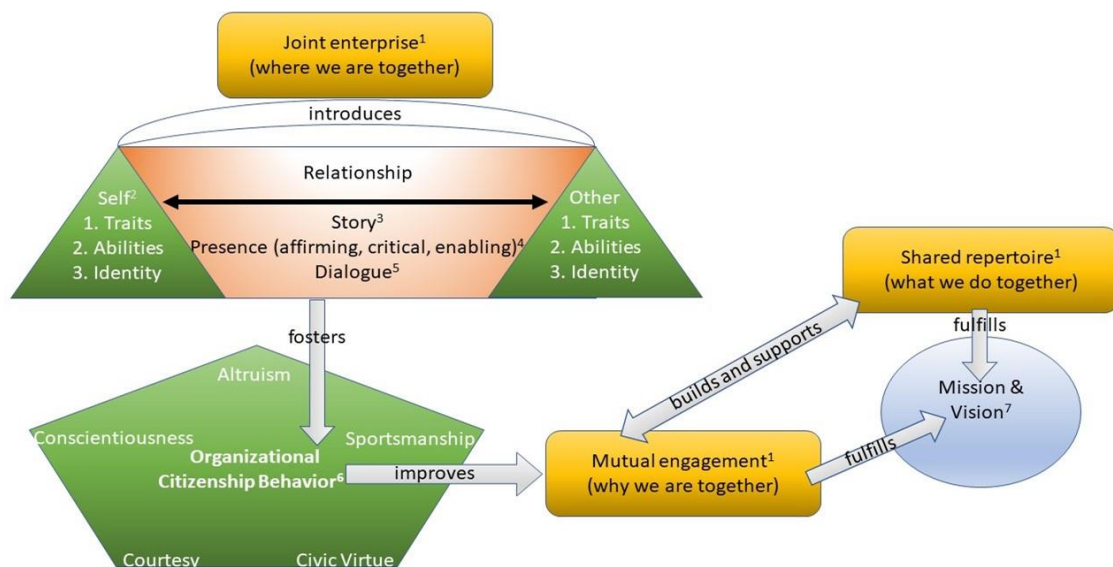 Joint enterprise¹
(where we are together)
introduces
Relationship
Self²
1. Traits
2. Abilities
3. Identity
Story³
Presence (affirming, critical, enabling)⁴
Dialogue⁵
Other
1. Traits
2. Abilities
3. Identity
fosters
Altruism
Conscientiousness
Sportsmanship
Organizational
Citizenship Behavior⁶
Courtesy
Civic Virtue
improves
Mutual engagement¹
(why we are together)
builds and supports
Shared repertoire¹
(what we do together)
fulfills
fulfills
Mission &
Vision⁷